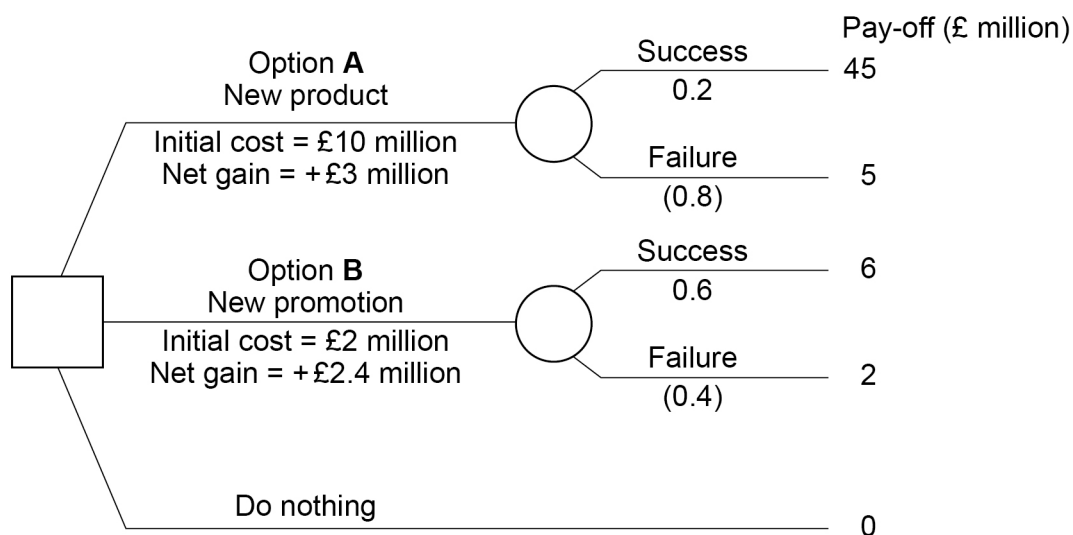 Pay-off (£ million)
Option A
New product
Initial cost = £10 million
Net gain = +£3 million
Success
0.2
45
Failure
(0.8)
5
Option B
New promotion
Initial cost = £2 million
Net gain = +£2.4 million
Success
0.6
6
Failure
(0.4)
2
Do nothing
0